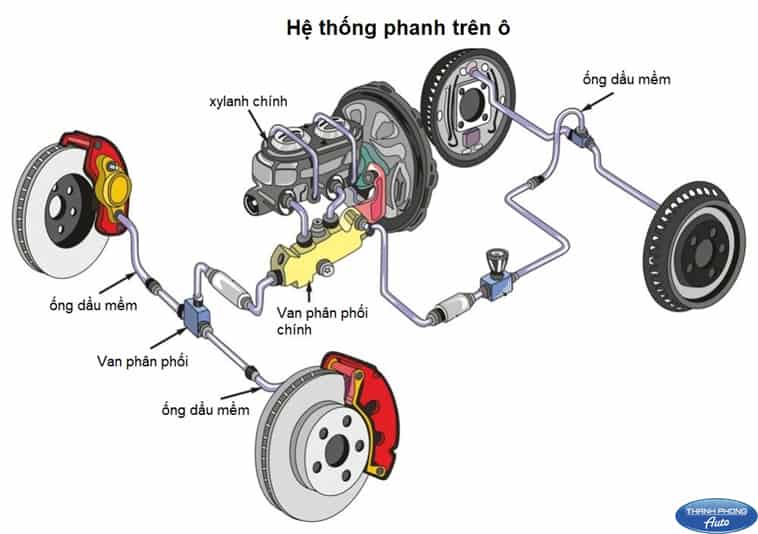 Hệ thống phanh trên ô
ống dầu mềm
xylanh chính
ống dầu mềm
Van phân phối
chính
Van phân phối
ống dầu mềm
THANH PHONG
Auto